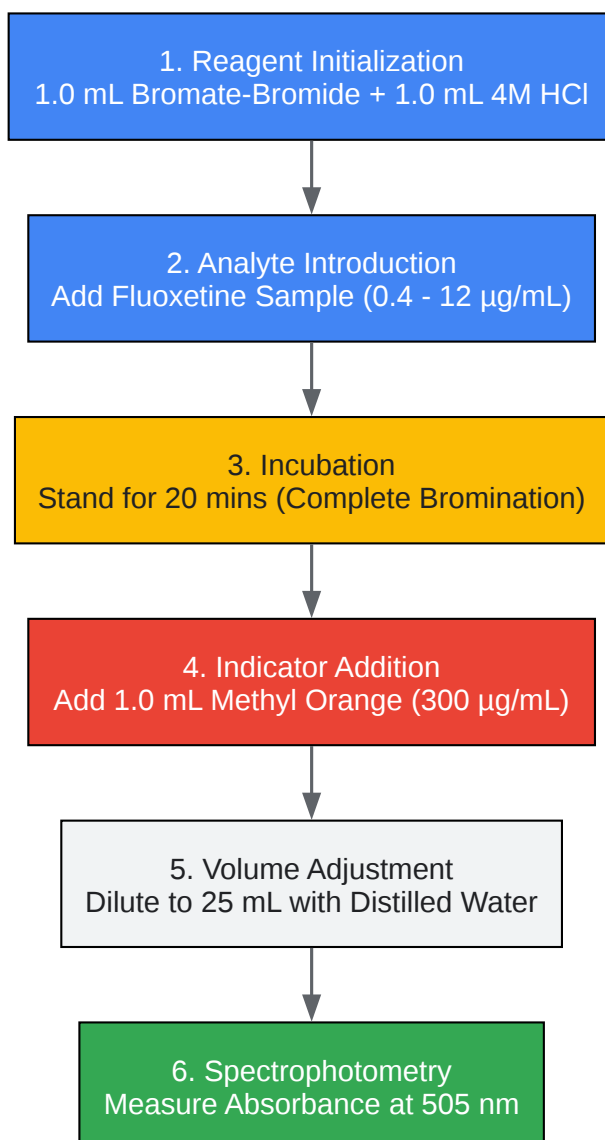 1. Reagent Initialization
1.0 mL Bromate-Bromide + 1.0 mL 4M HCl
2. Analyte Introduction
Add Fluoxetine Sample (0.4 - 12 µg/mL)
3. Incubation
Stand for 20 mins (Complete Bromination)
4. Indicator Addition
Add 1.0 mL Methyl Orange (300 µg/mL)
5. Volume Adjustment
Dilute to 25 mL with Distilled Water
6. Spectrophotometry
Measure Absorbance at 505 nm